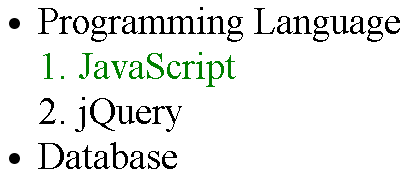 • Programming Language
1. JavaScript
2. jQuery
• Database